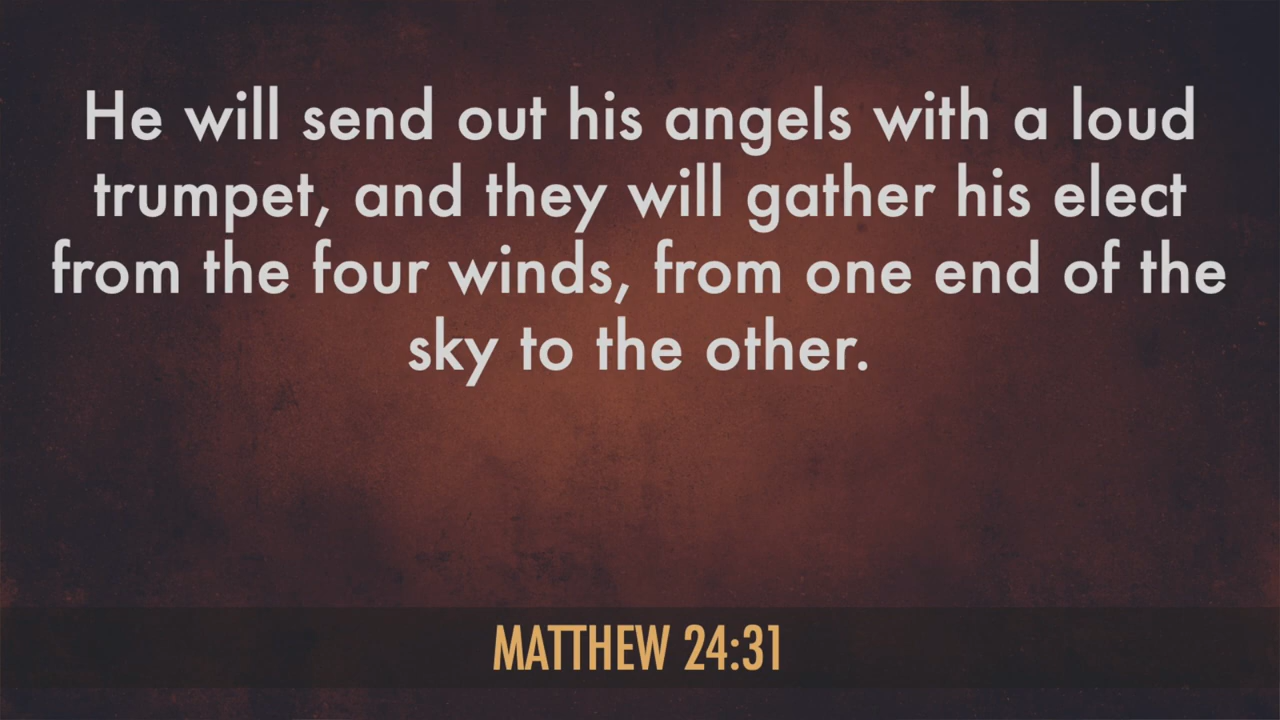 He will send out his angels with a loud
trumpet, and they will gather his elect
from the four winds, from one end of the
sky to the other.
MATTHEW 24:31